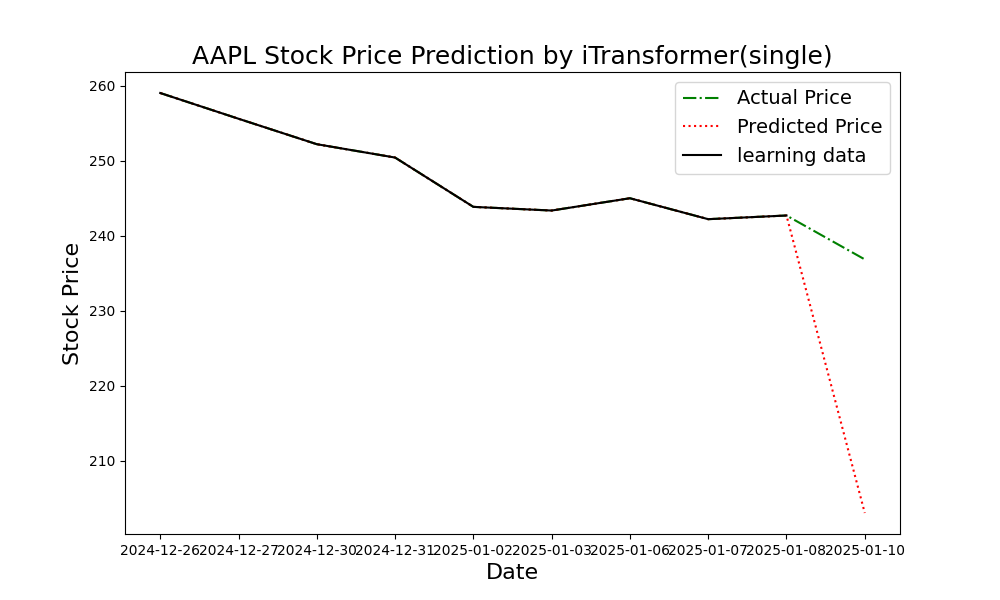 AAPL Stock Price Prediction by iTransformer(single)
Actual Price
Predicted Price
learning data
260
250
240
230
220
210
Stock Price
2024-12-26 2024-12-27 2024-12-30 2024-12-31 2025-01-02 2025-01-03 2025-01-06 2025-01-07 2025-01-08 2025-01-10
Date